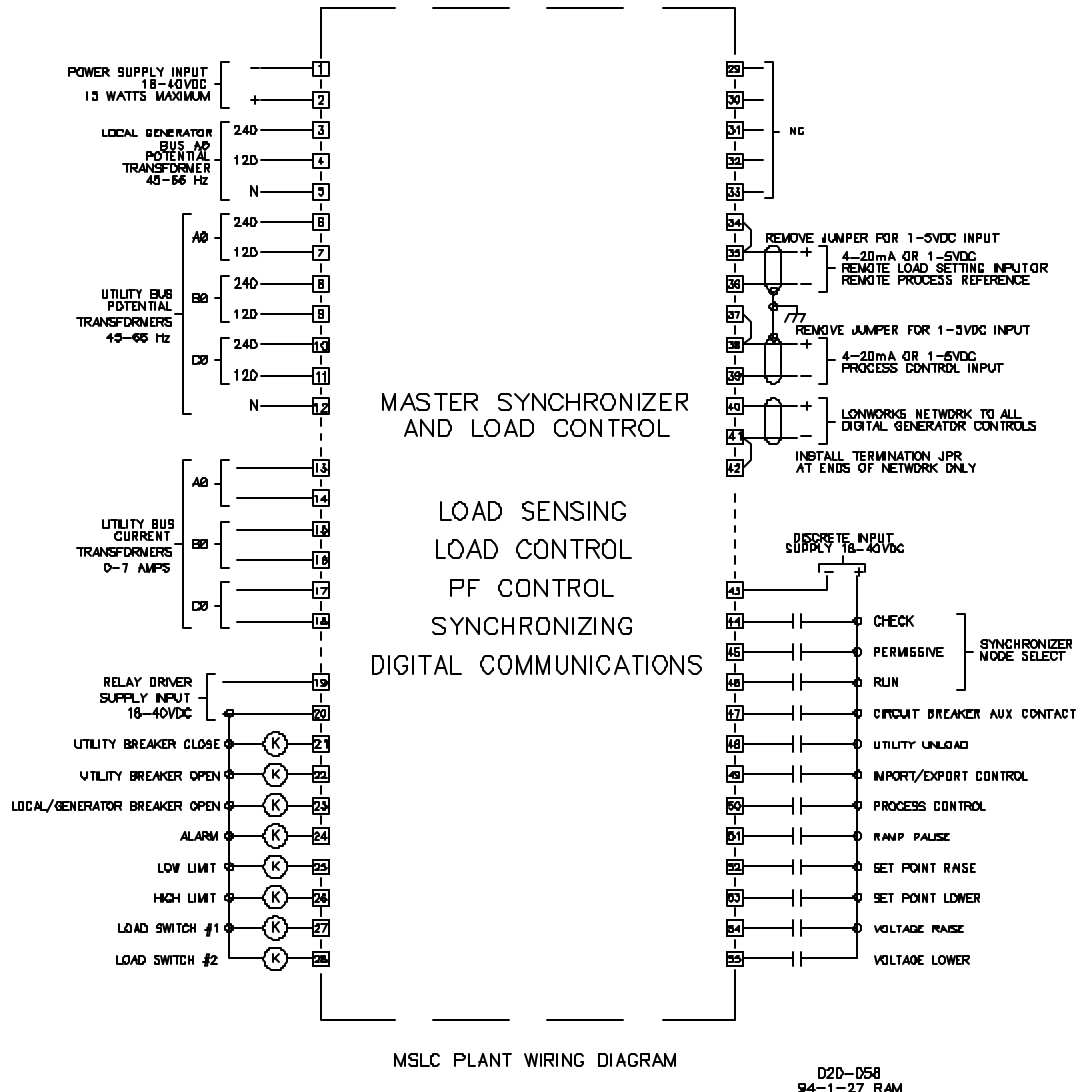 POWER SUPPLY INPUT
18-40VDC
15 WATTS MAXIMUM
- 1
+ 2
LOCAL GENERATOR
BUS AØ
POTENTIAL
TRANSFORMER
45-66 Hz
240 3
120 4
N 5
UTILITY BUS
POTENTIAL
TRANSFORMERS
45-66 Hz
AØ
240 6
120 7
BØ
240 8
120 9
CØ
240 10
120 11
N 12
UTILITY BUS
CURRENT
TRANSFORMERS
0-7 AMPS
AØ
13
14
BØ
15
16
CØ
17
18
RELAY DRIVER
SUPPLY INPUT
18-40VDC
19
20
UTILITY BREAKER CLOSE K 21
UTILITY BREAKER OPEN K 22
LOCAL/GENERATOR BREAKER OPEN K 23
ALARM K 24
LOW LIMIT K 25
HIGH LIMIT K 26
LOAD SWITCH #1 K 27
LOAD SWITCH #2 K 28
MASTER SYNCHRONIZER
AND LOAD CONTROL
LOAD SENSING
LOAD CONTROL
PF CONTROL
SYNCHRONIZING
DIGITAL COMMUNICATIONS
29
30
31 NC
32
33
34
REMOVE JUMPER FOR 1-5VDC INPUT
35 +
36 -
4-20mA OR 1-5VDC
REMOTE LOAD SETTING INPUT OR
REMOTE PROCESS REFERENCE
37
REMOVE JUMPER FOR 1-5VDC INPUT
38 +
39 -
4-20mA OR 1-5VDC
PROCESS CONTROL INPUT
40 +
41 -
LONWORKS NETWORK TO ALL
DIGITAL GENERATOR CONTROLS
42
INSTALL TERMINATION JPR
AT ENDS OF NETWORK ONLY
DISCRETE INPUT
SUPPLY 18-40VDC
- +
43
44 CHECK
45 PERMISSIVE
46 RUN
SYNCHRONIZER
MODE SELECT
47 CIRCUIT BREAKER AUX CONTACT
48 UTILITY UNLOAD
49 IMPORT/EXPORT CONTROL
50 PROCESS CONTROL
51 RAMP PAUSE
52 SET POINT RAISE
53 SET POINT LOWER
54 VOLTAGE RAISE
55 VOLTAGE LOWER
MSLC PLANT WIRING DIAGRAM
D2D-D58
94-1-27 RAM